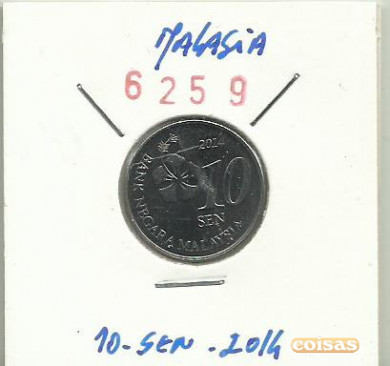 MALASIA
6259
2014
10
SEN
BANK NEGARA MALAYSIA
10-SEN.-2014
coisas